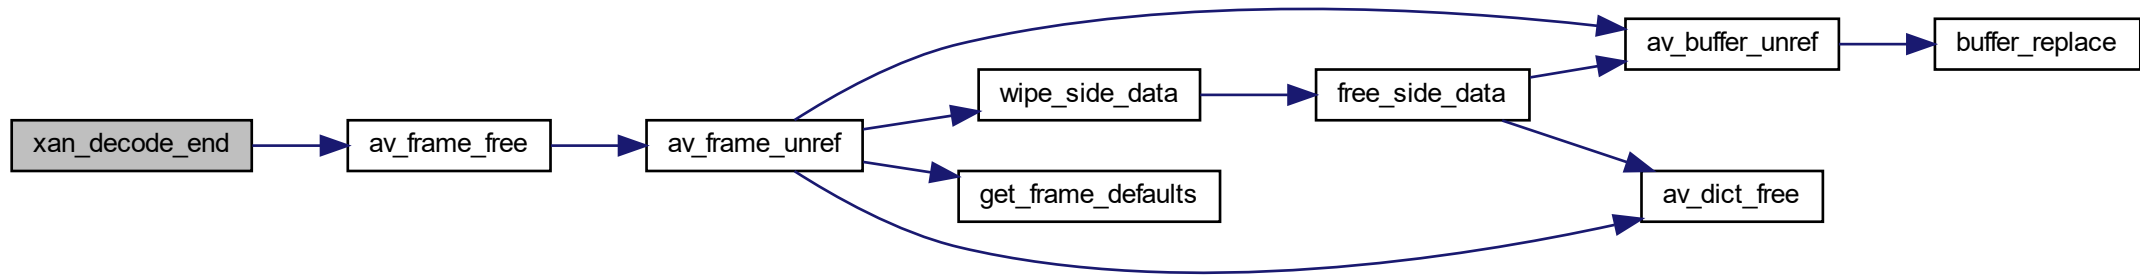 xan_decode_end
av_frame_free
av_frame_unref
wipe_side_data
get_frame_defaults
free_side_data
av_buffer_unref
av_dict_free
buffer_replace